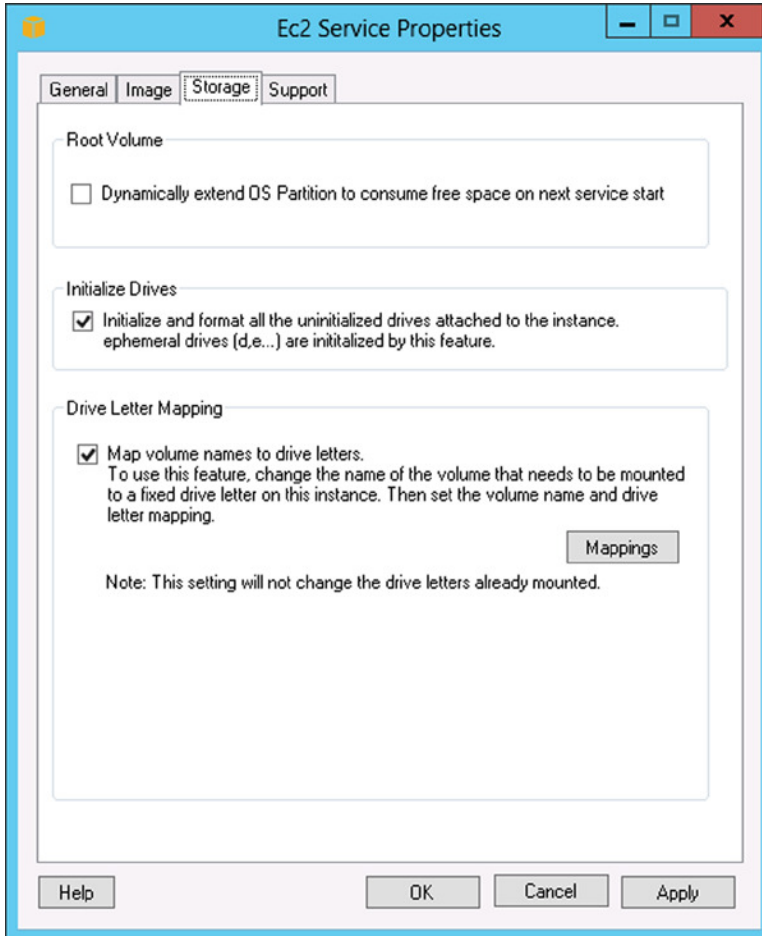 Ec2 Service Properties
General Image Storage Support
Root Volume
Dynamically extend OS Partition to consume free space on next service start
Initialize Drives
Initialize and format all the uninitialized drives attached to the instance.
ephemeral drives (d,e...) are inititalized by this feature.
Drive Letter Mapping
Map volume names to drive letters.
To use this feature, change the name of the volume that needs to be mounted
to a fixed drive letter on this instance. Then set the volume name and drive
letter mapping.
Mappings
Note: This setting will not change the drive letters already mounted.
Help OK Cancel Apply